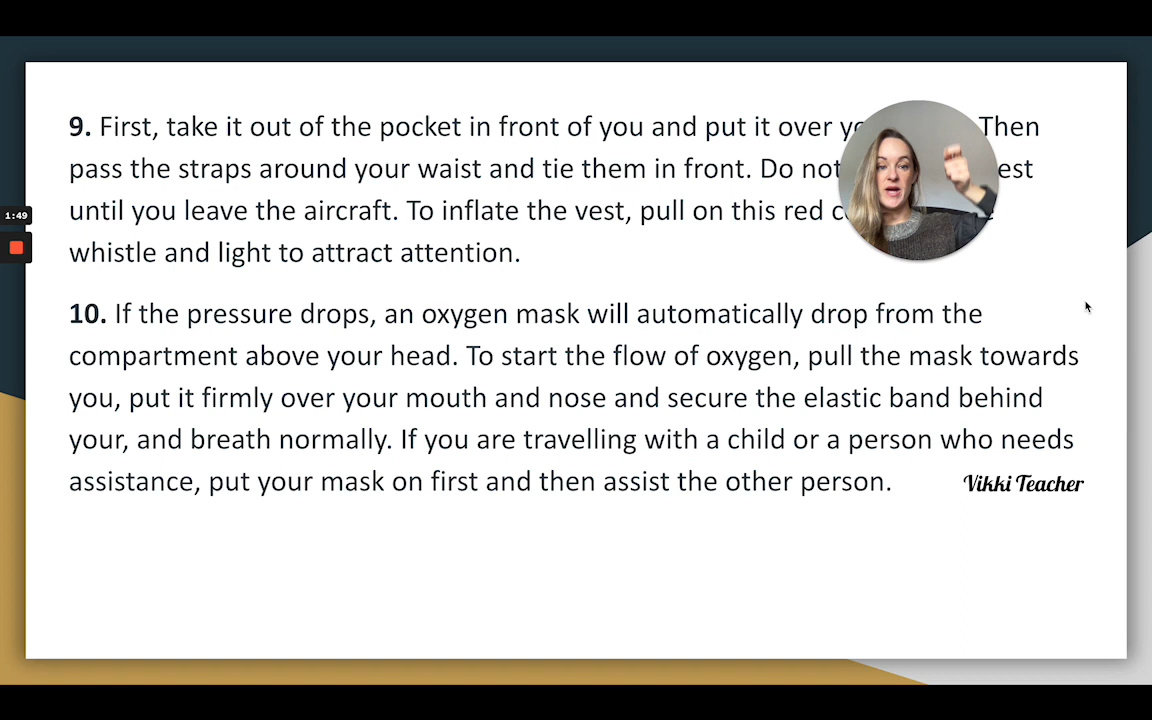 9. First, take it out of the pocket in front of you and put it over Then
pass the straps around your waist and tie them in front. Do not
until you leave the aircraft. To inflate the vest, pull on this red
whistle and light to attract attention.
1:49
10. If the pressure drops, an oxygen mask will automatically drop from the
compartment above your head. To start the flow of oxygen, pull the mask towards
you, put it firmly over your mouth and nose and secure the elastic band behind
your, and breath normally. If you are travelling with a child or a person who needs
assistance, put your mask on first and then assist the other person.
Vikki Teacher